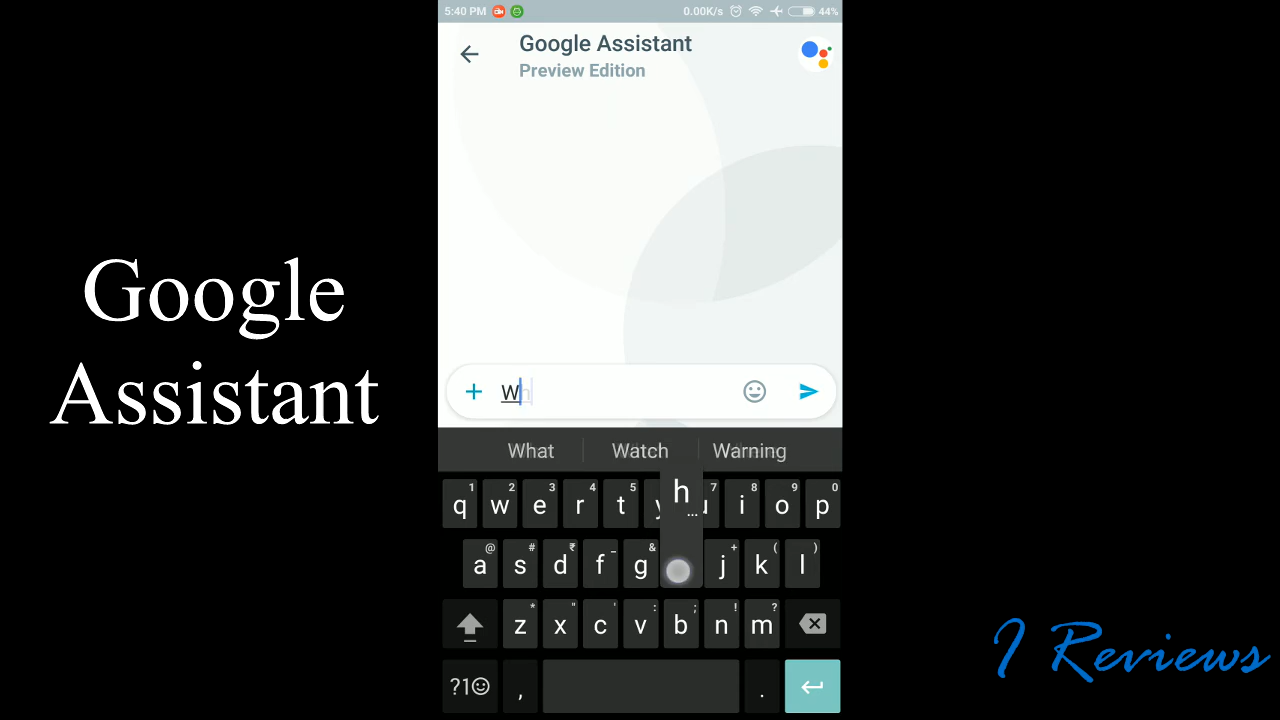 5:40 PM 0.00K/s 44%
Google Assistant
Preview Edition
Google
Assistant
Wh
What Watch Warning
1 2 3 4 5 7 8 9 0
q w e r t y u i o p
h
...
@ # ₹ _ & + ( )
a s d f g j k l
* " ' : ; ! ?
z x c v b n m
?1☺ , .
I Reviews